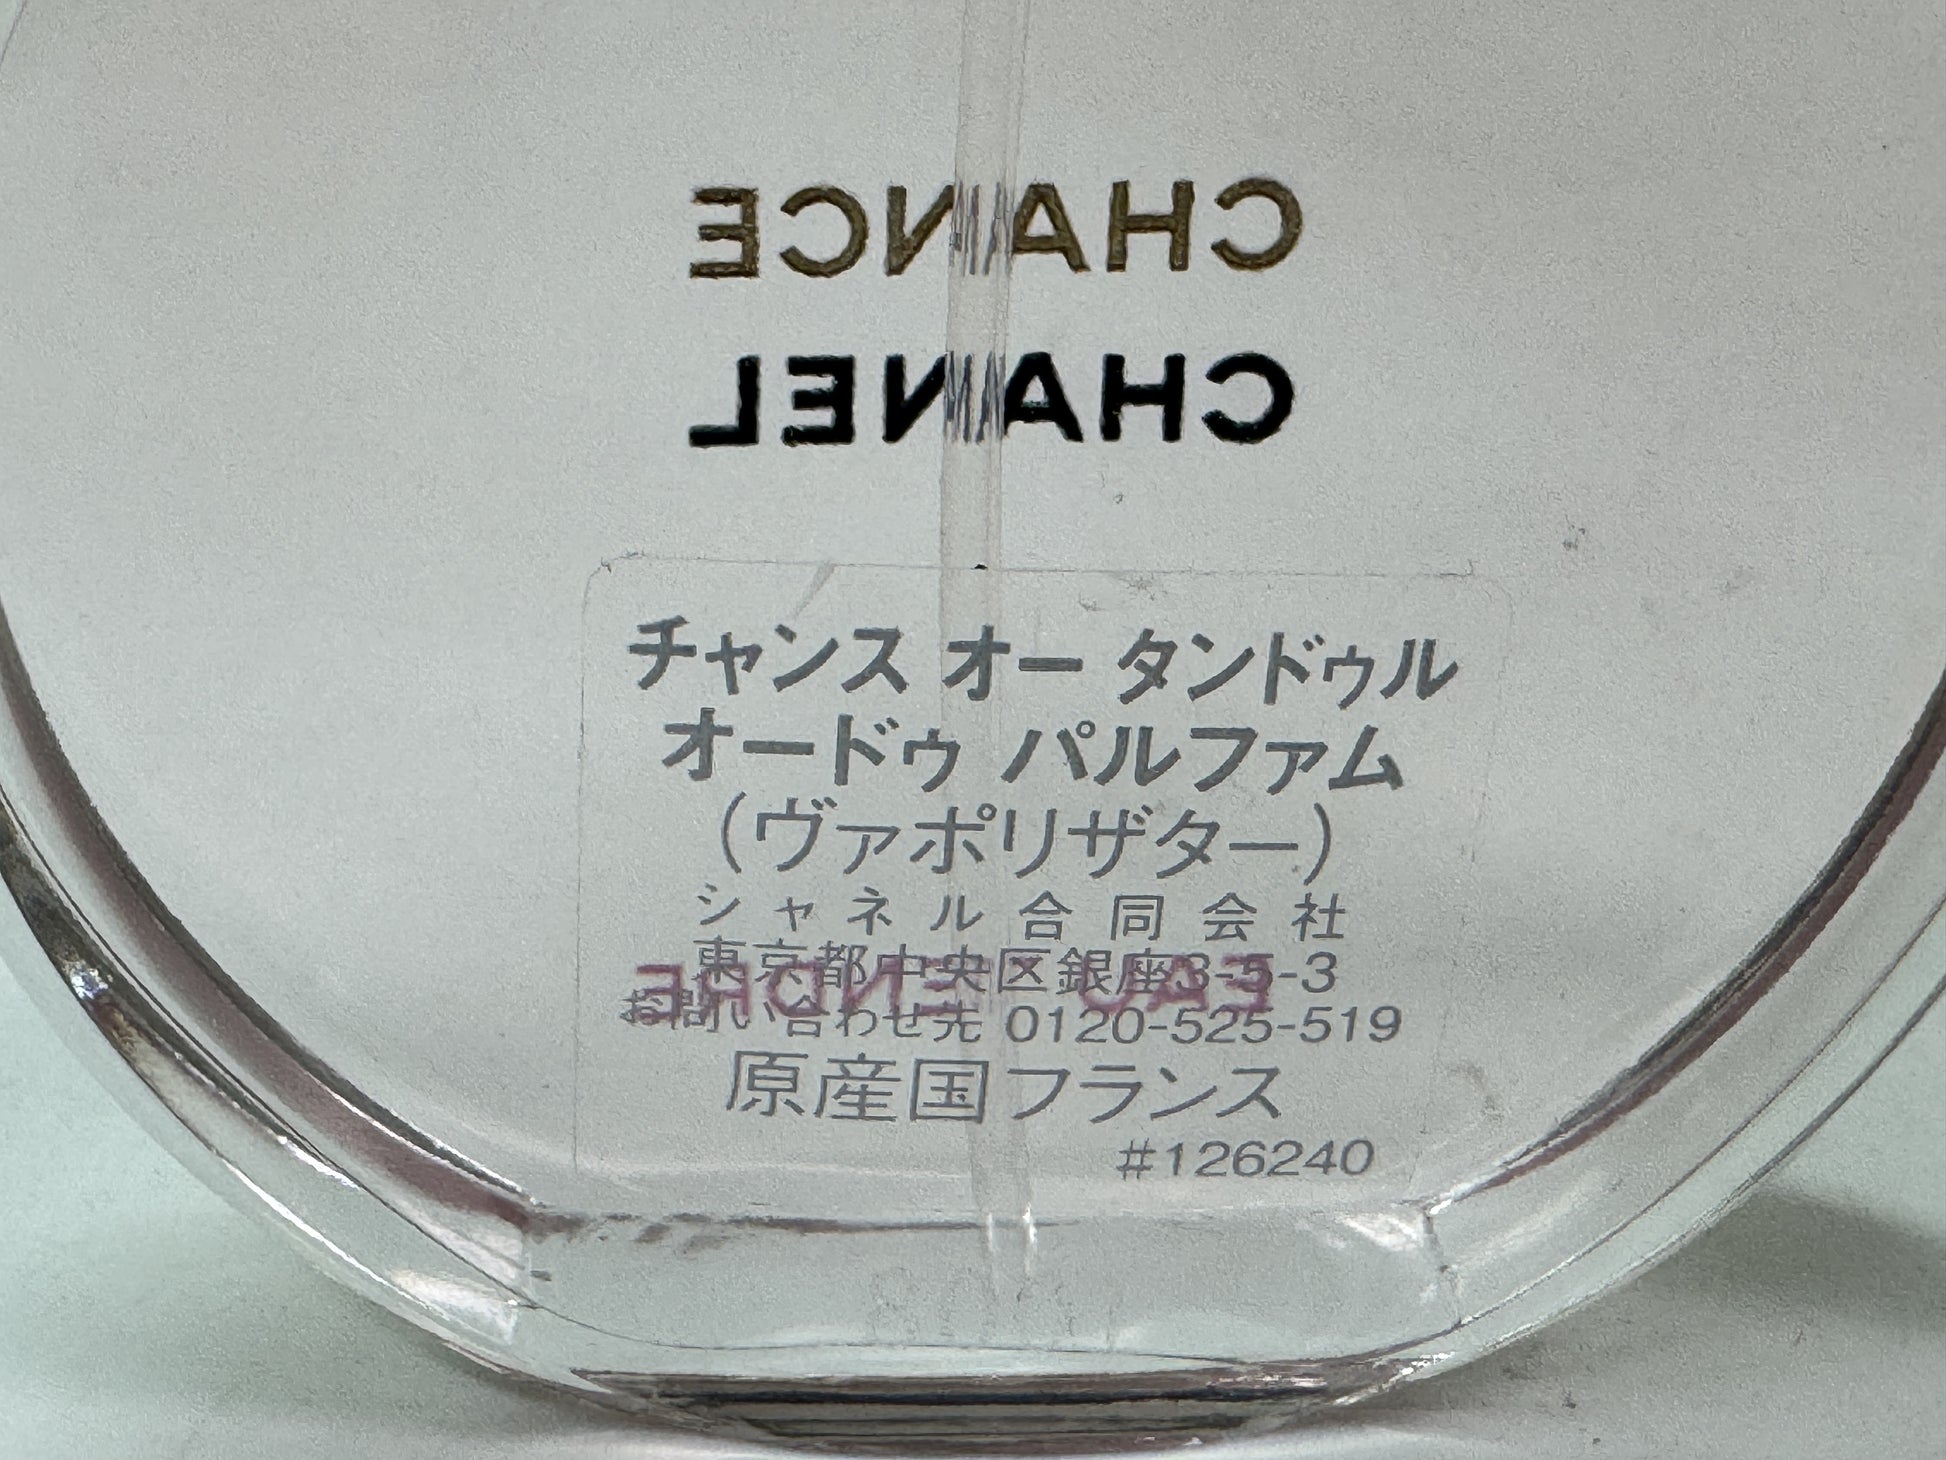 CHANCE
CHANEL
チャンス オー タンドゥル
オードゥ パルファム
(ヴァポリザター)
シャネル合同会社
東京都中央区銀座3-5-3
EAU TENDRE
お問い合わせ先 0120-525-519
原産国フランス
#126240